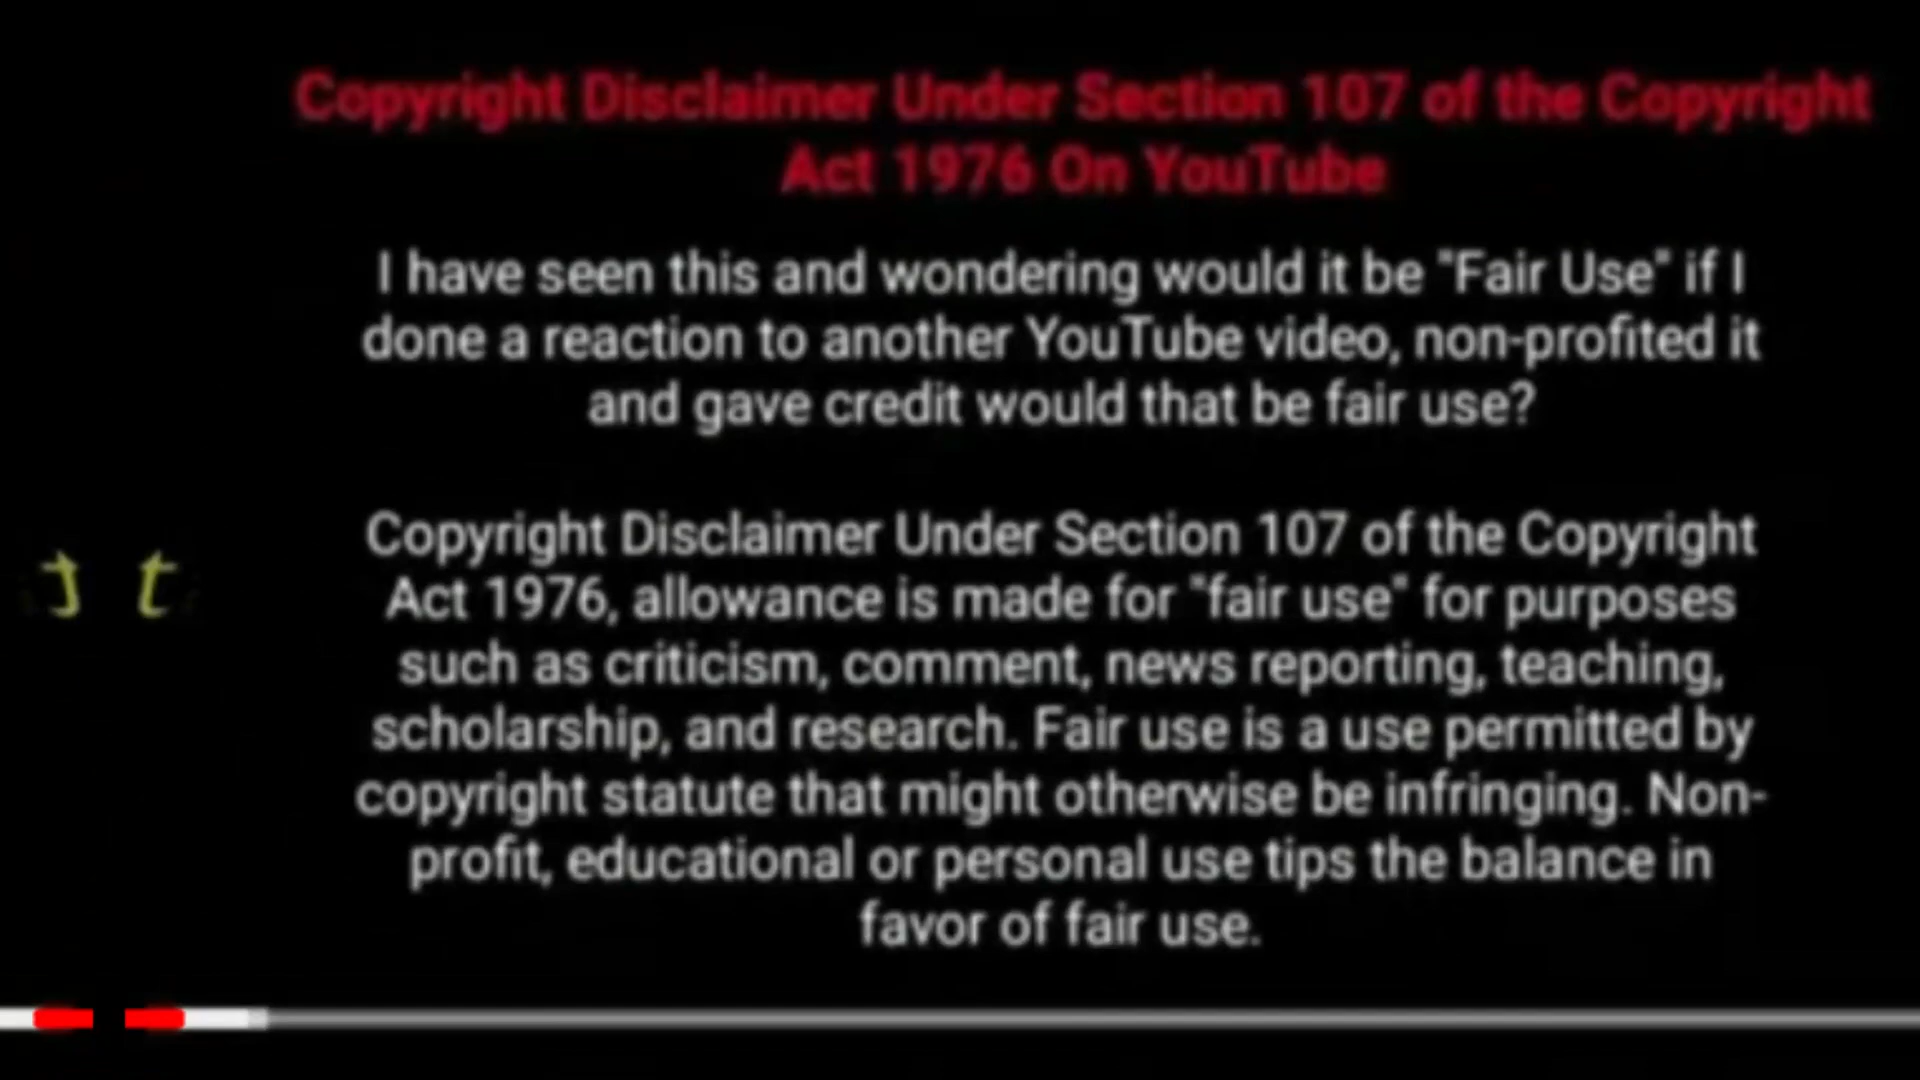 Copyright Disclaimer Under Section 107 of the Copyright
Act 1976 On YouTube
I have seen this and wondering would it be "Fair Use" if I
done a reaction to another YouTube video, non-profited it
and gave credit would that be fair use?
Copyright Disclaimer Under Section 107 of the Copyright
Act 1976, allowance is made for "fair use" for purposes
such as criticism, comment, news reporting, teaching,
scholarship, and research. Fair use is a use permitted by
copyright statute that might otherwise be infringing. Non-
profit, educational or personal use tips the balance in
favor of fair use.